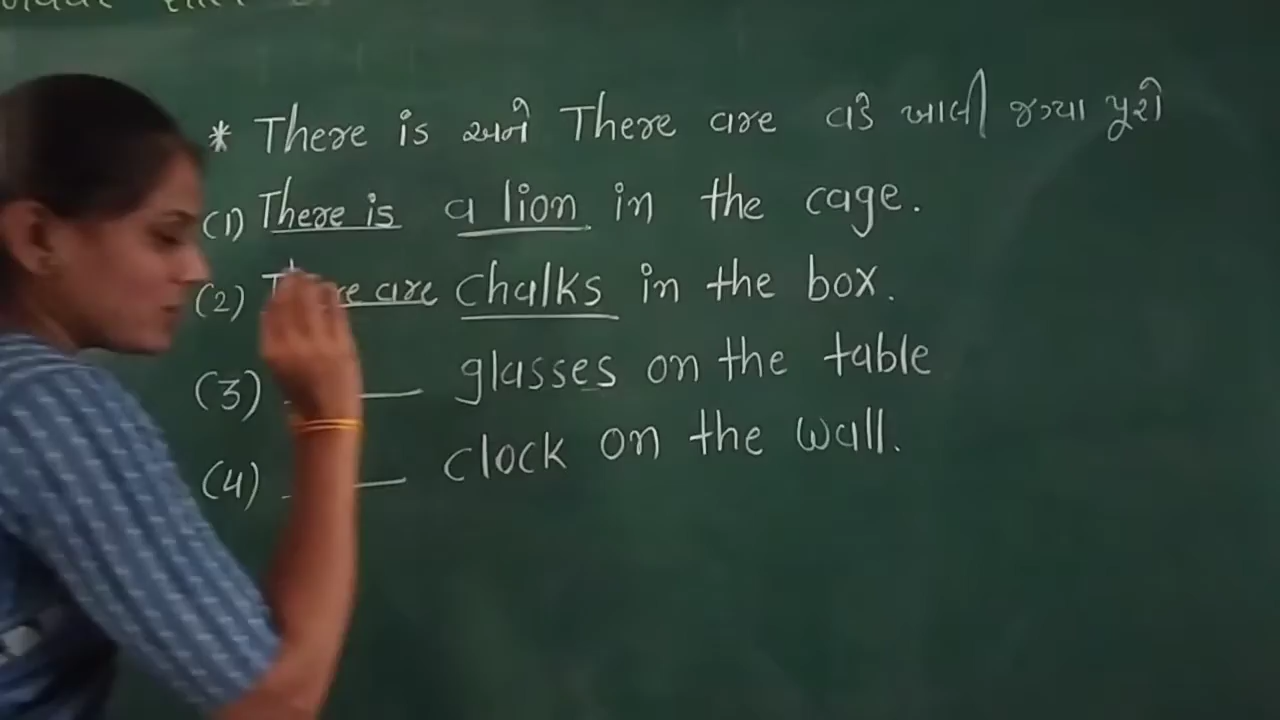 * There is અને There are વડે ખાલી જગ્યા પૂરો
(1) There is a lion in the cage.
(2) There are chalks in the box.
(3) ____ glasses on the table
(4) ____ clock on the wall.